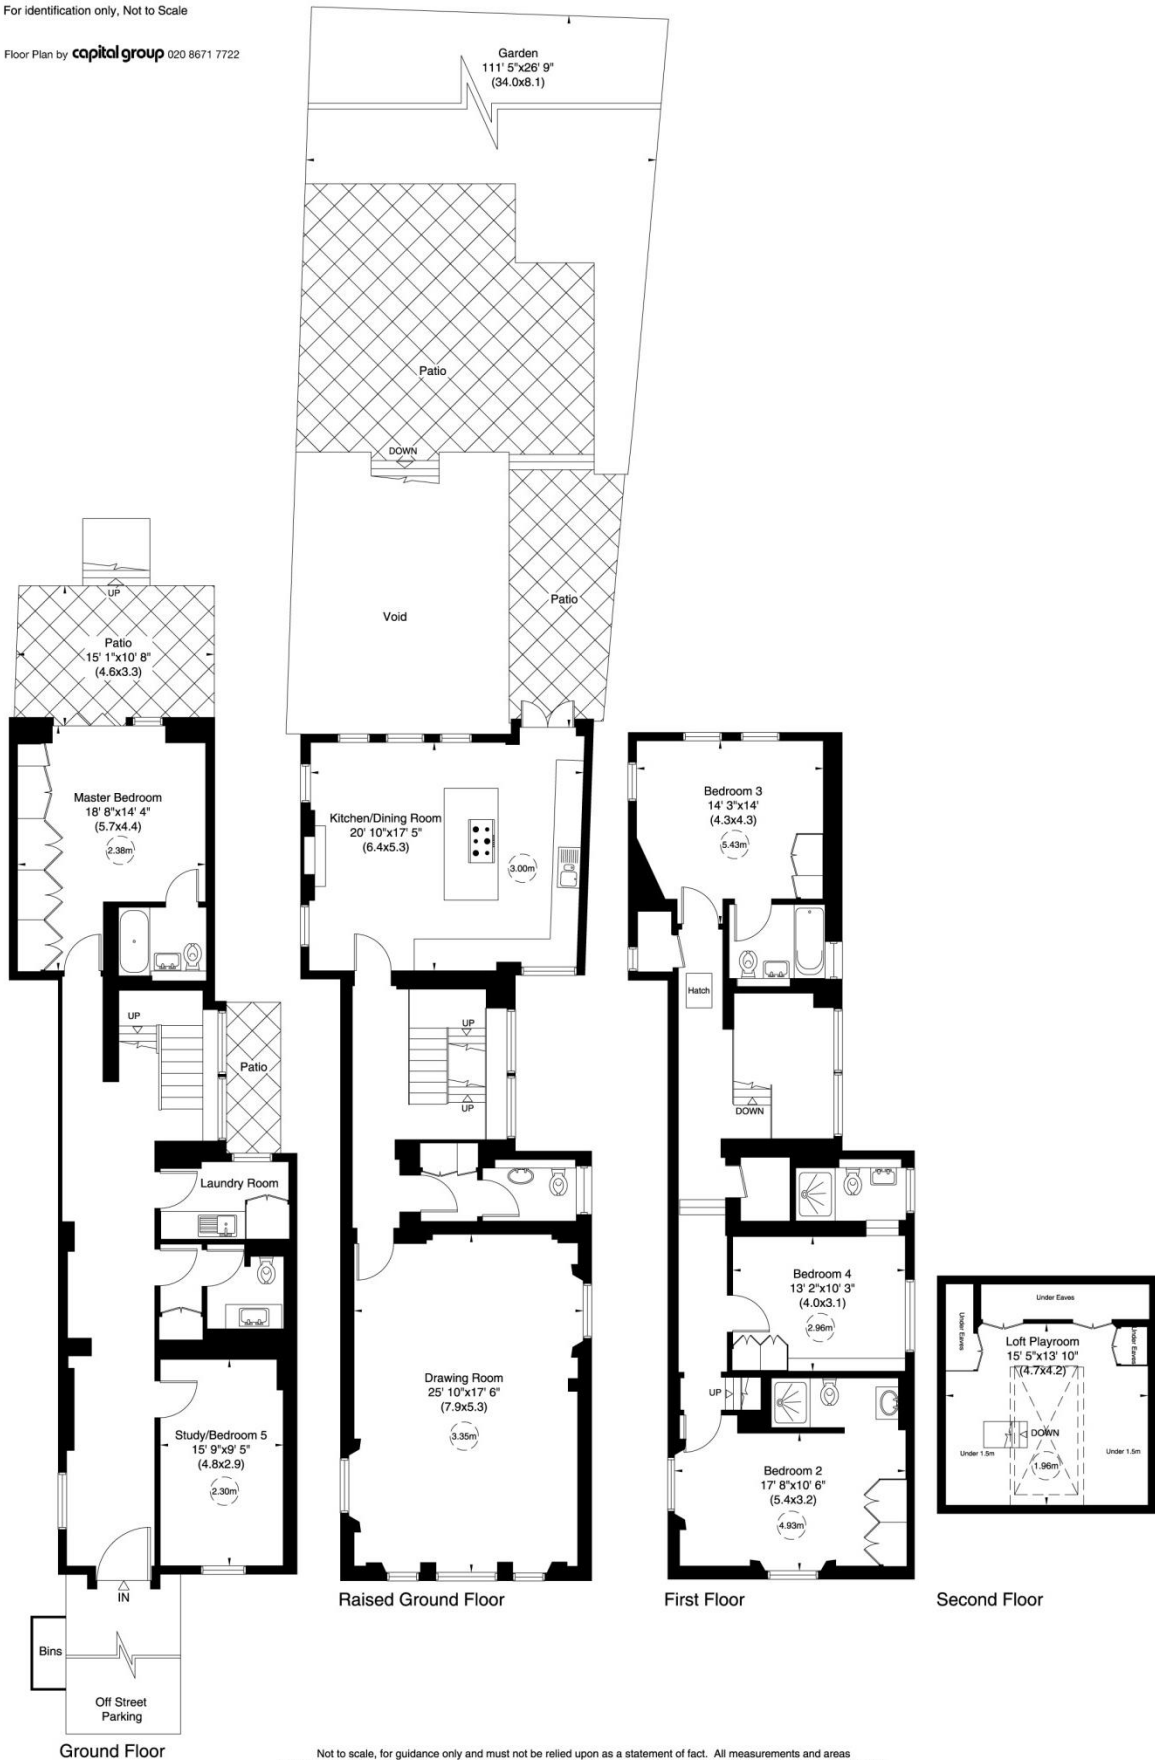 For identification only, Not to Scale
Floor Plan by capital group 020 8671 7722
Garden
111' 5"x26' 9"
(34.0x8.1)
Patio
DOWN
Void
Patio
UP
Patio
15' 1"x10' 8"
(4.6x3.3)
Master Bedroom
18' 8"x14' 4"
(5.7x4.4)
2.38m
UP
Patio
Laundry Room
Study/Bedroom 5
15' 9"x9' 5"
(4.8x2.9)
2.30m
IN
Bins
Off Street
Parking
Ground Floor
Kitchen/Dining Room
20' 10"x17' 5"
(6.4x5.3)
3.00m
UP
UP
Drawing Room
25' 10"x17' 6"
(7.9x5.3)
3.35m
Raised Ground Floor
Bedroom 3
14' 3"x14'
(4.3x4.3)
5.43m
Hatch
DOWN
Bedroom 4
13' 2"x10' 3"
(4.0x3.1)
2.96m
UP
Bedroom 2
17' 8"x10' 6"
(5.4x3.2)
4.93m
First Floor
Under Eaves
Under Eaves
Under Eaves
Loft Playroom
15' 5"x13' 10"
(4.7x4.2)
DOWN
Under 1.5m
Under 1.5m
1.96m
Second Floor
Not to scale, for guidance only and must not be relied upon as a statement of fact. All measurements and areas